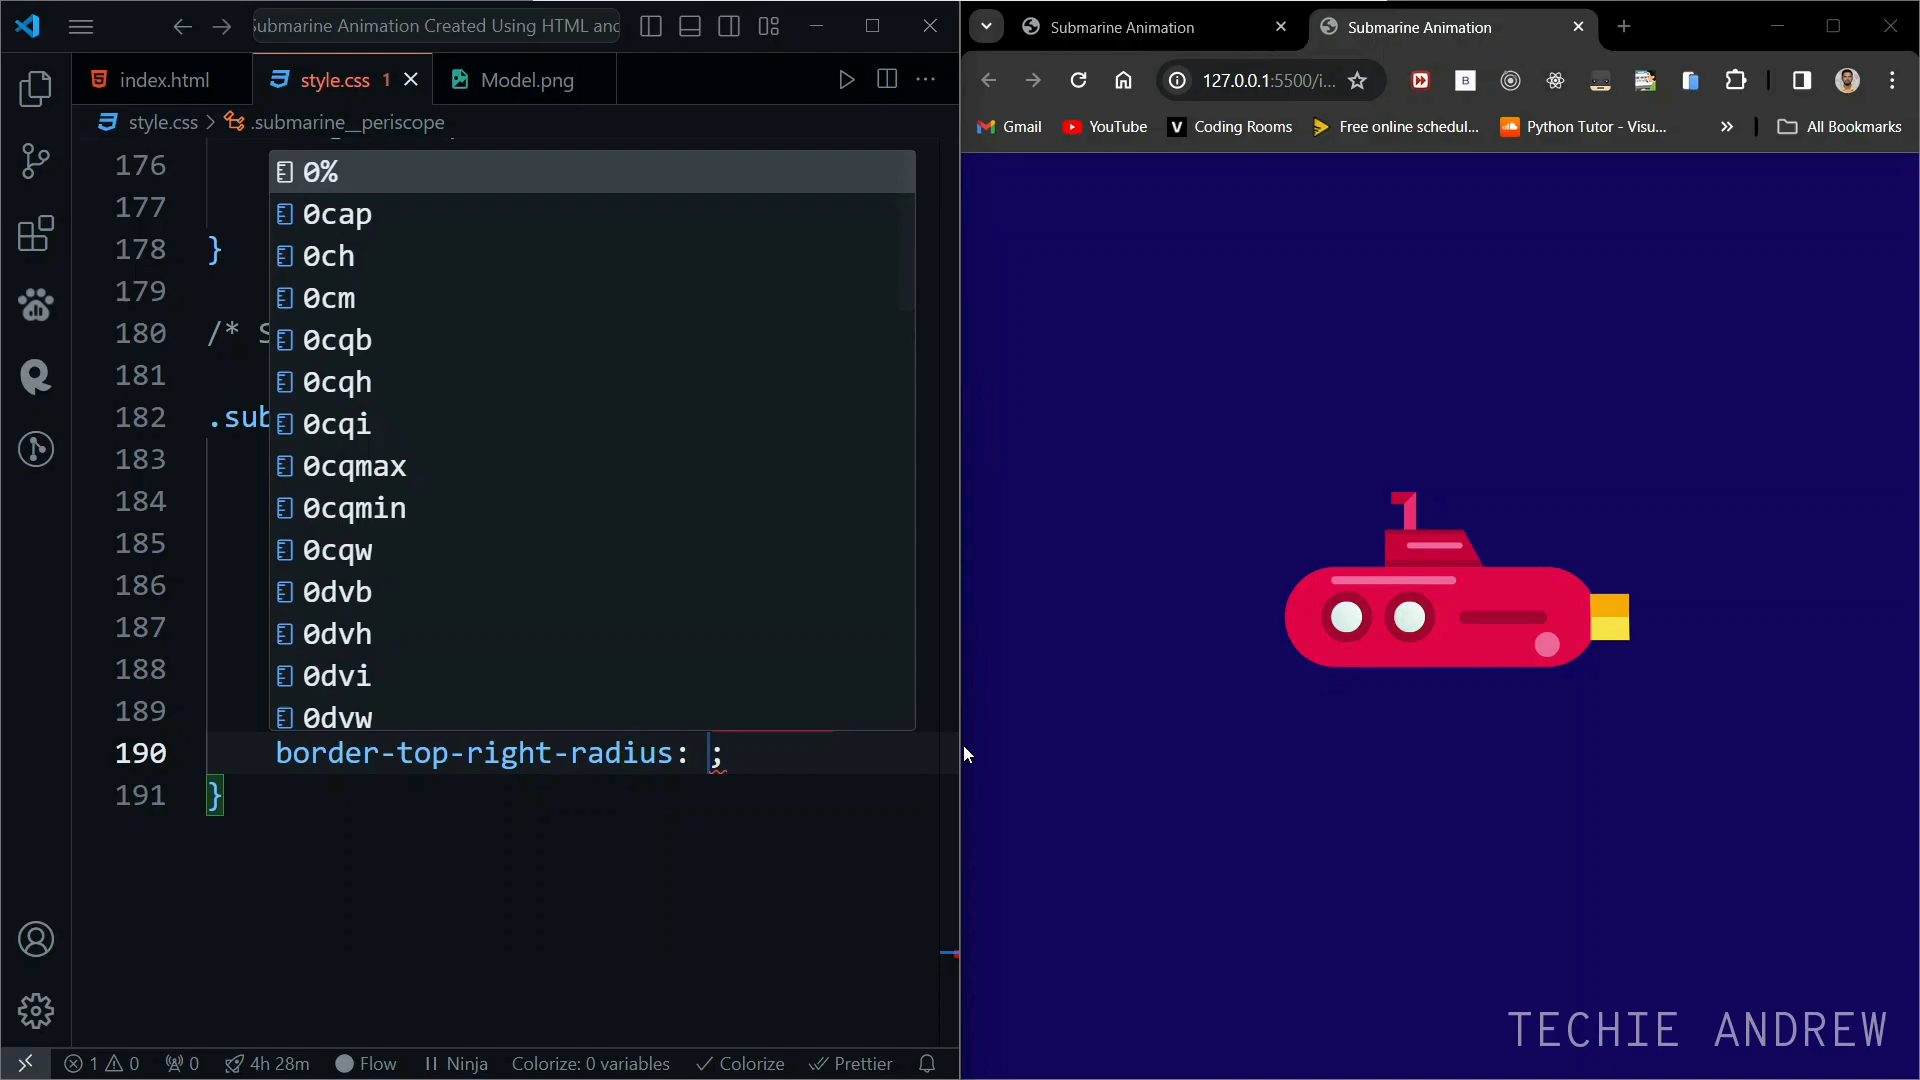 Submarine Animation Created Using HTML and
index.html
style.css 1
Model.png
style.css > .submarine__periscope
176
177
178 }
179
180 /* S
181
182 .sub
183
184
185
186
187
188
189
190 border-top-right-radius: ;
191 }
0%
0cap
0ch
0cm
0cqb
0cqh
0cqi
0cqmax
0cqmin
0cqw
0dvb
0dvh
0dvi
0dvw
1 0 0 4h 28m Flow Ninja Colorize: 0 variables Colorize Prettier
Submarine Animation
Submarine Animation
127.0.0.1:5500/i...
Gmail YouTube Coding Rooms Free online schedul... Python Tutor - Visu... » All Bookmarks
TECHIE ANDREW